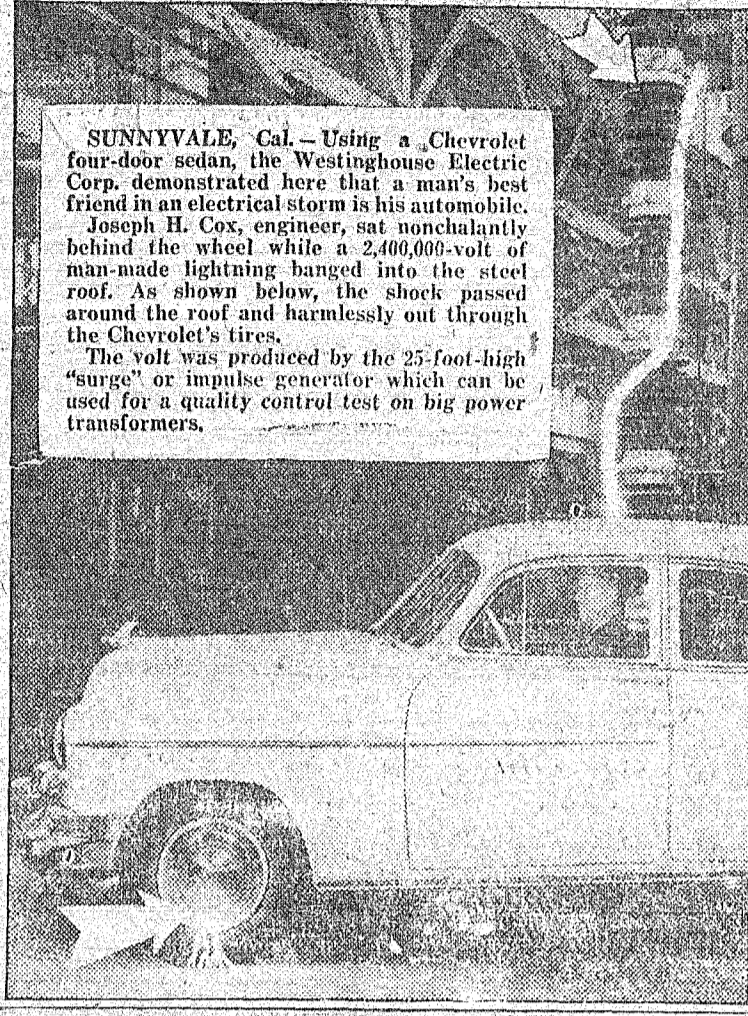 SUNNYVALE, Cal. — Using a Chevrolet
four-door sedan, the Westinghouse Electric
Corp. demonstrated here that a man's best
friend in an electrical storm is his automobile.
Joseph H. Cox, engineer, sat nonchalantly
behind the wheel while a 2,400,000-volt of
man-made lightning banged into the steel
roof. As shown below, the shock passed
around the roof and harmlessly out through
the Chevrolet's tires.
The volt was produced by the 25-foot-high
"surge" or impulse generator which can be
used for a quality control test on big power
transformers.